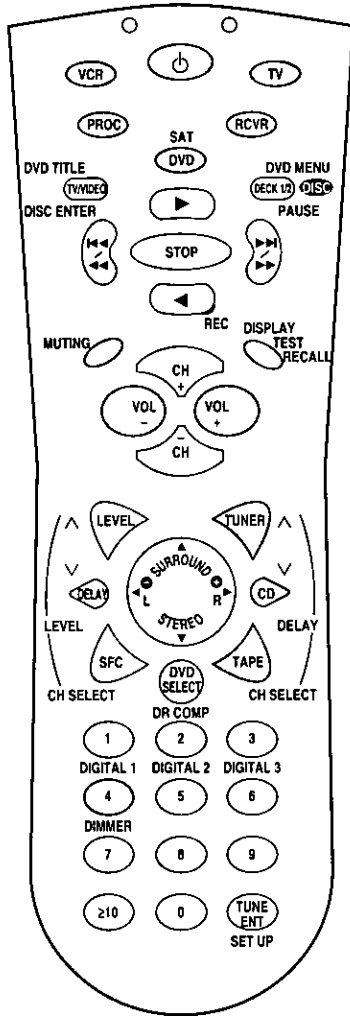 VCR TV
PROC RCVR
SAT
DVD
DVD TITLE DVD MENU
TV/VIDEO DECK 1/2 DISC
DISC ENTER PAUSE
STOP
REC
MUTING DISPLAY
TEST
RECALL
CH
+
VOL VOL
– +
–
CH
LEVEL TUNER
SURROUND
DELAY L R CD
STEREO
LEVEL DELAY
SFC DVD TAPE
SELECT
CH SELECT CH SELECT
DR COMP
1 2 3
DIGITAL 1 DIGITAL 2 DIGITAL 3
4 5 6
DIMMER
7 8 9
≥10 0 TUNE
ENT
SET UP